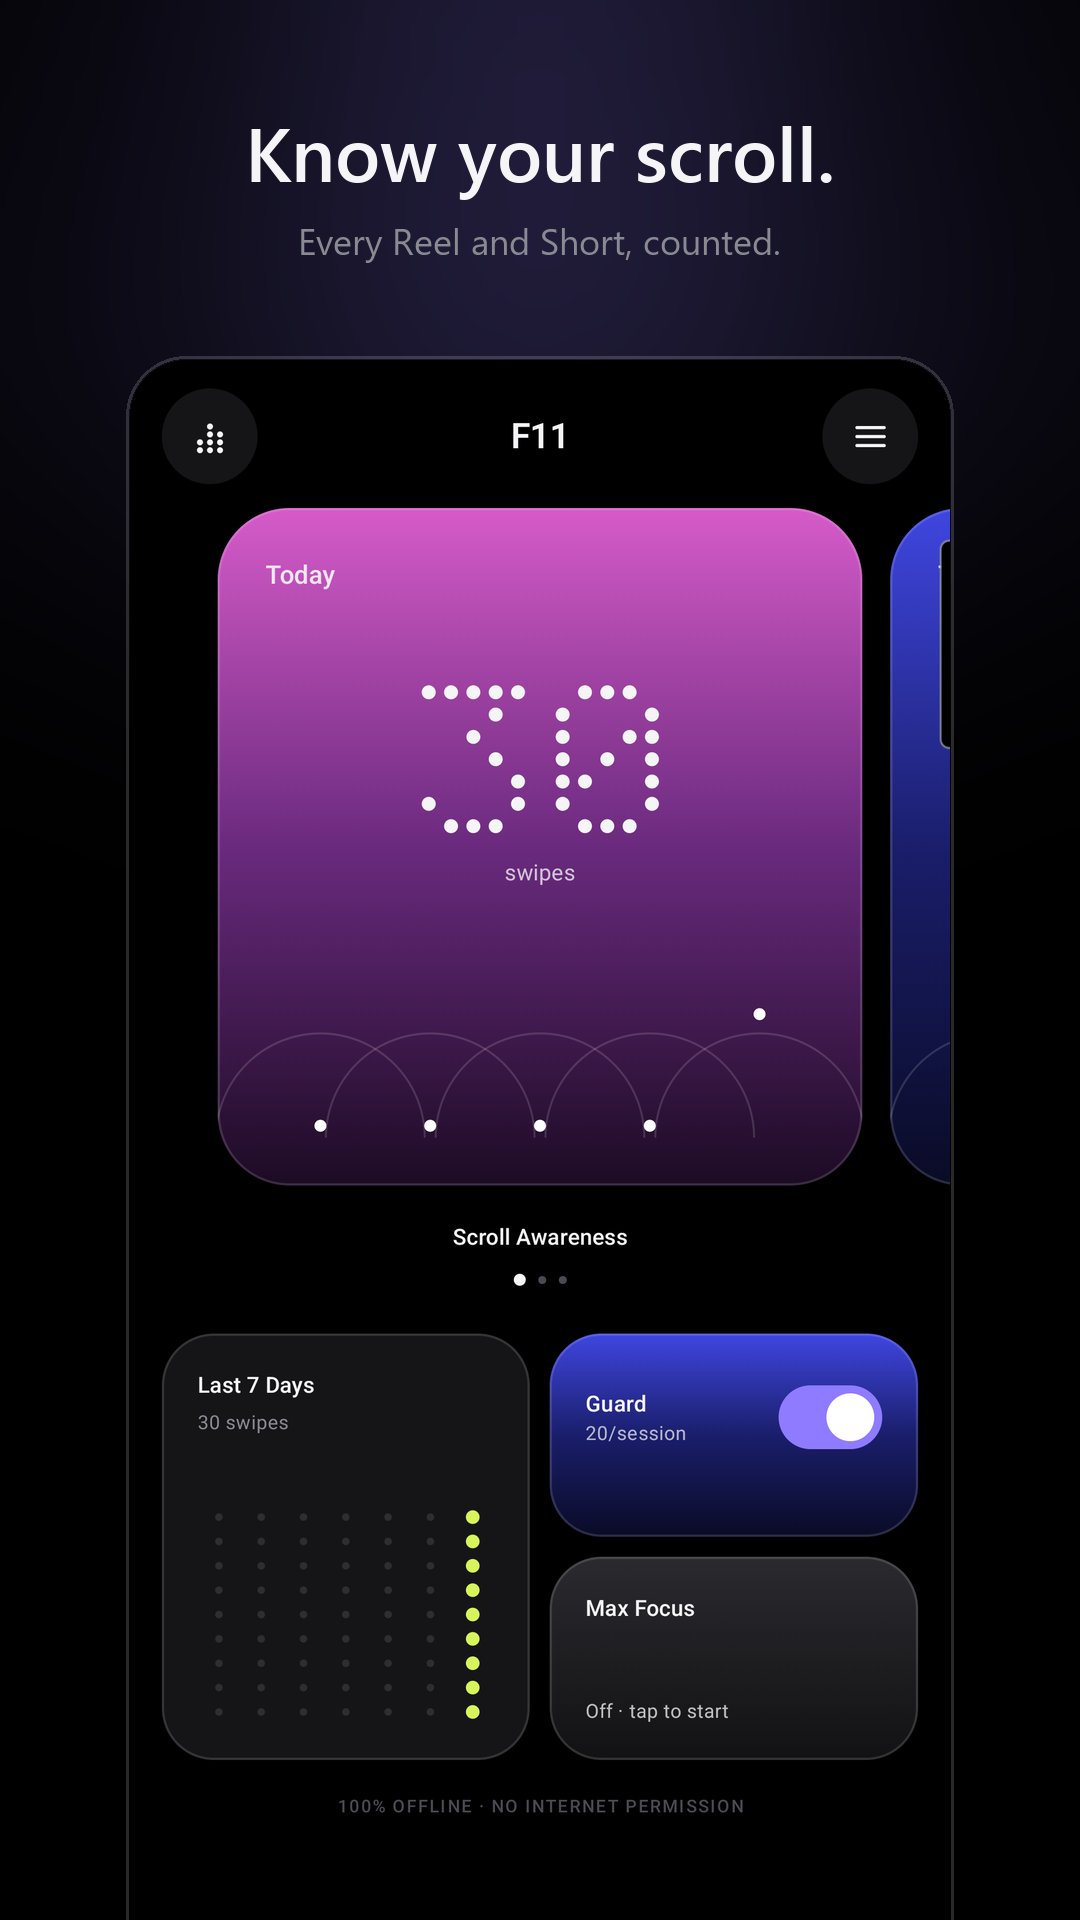 Know your scroll.
Every Reel and Short, counted.
F11
Today
30
swipes
Scroll Awareness
Last 7 Days
30 swipes
Guard
20/session
Max Focus
Off · tap to start
100% OFFLINE · NO INTERNET PERMISSION